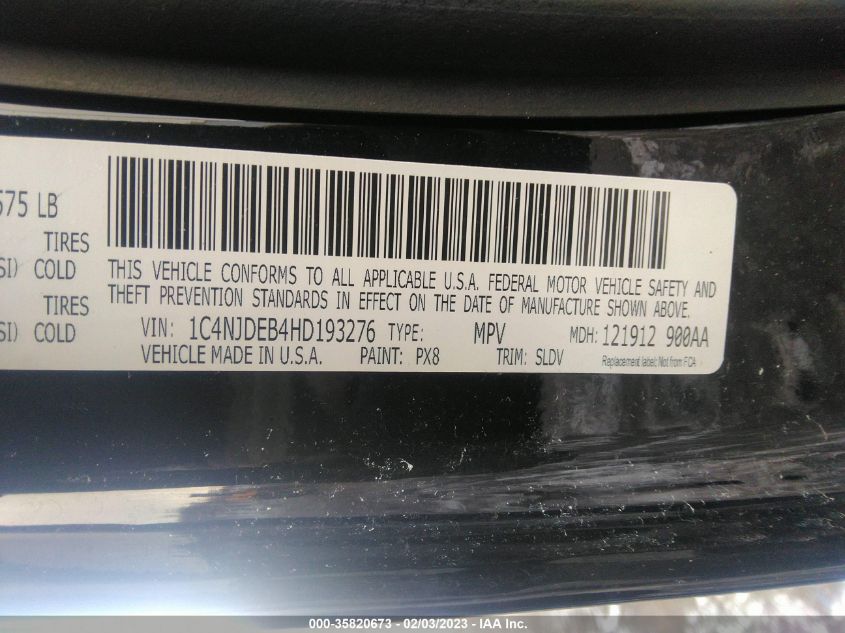 575 LB
TIRES
SI) COLD
TIRES
SI) COLD
THIS VEHICLE CONFORMS TO ALL APPLICABLE U.S.A. FEDERAL MOTOR VEHICLE SAFETY AND
THEFT PREVENTION STANDARDS IN EFFECT ON THE DATE OF MANUFACTURE SHOWN ABOVE.
VIN: 1C4NJDEB4HD193276 TYPE: MPV MDH: 121912 900AA
VEHICLE MADE IN U.S.A. PAINT: PX8 TRIM: SLDV Replacement label; Not from FCA
000-35820673 - 02/03/2023 - IAA Inc.